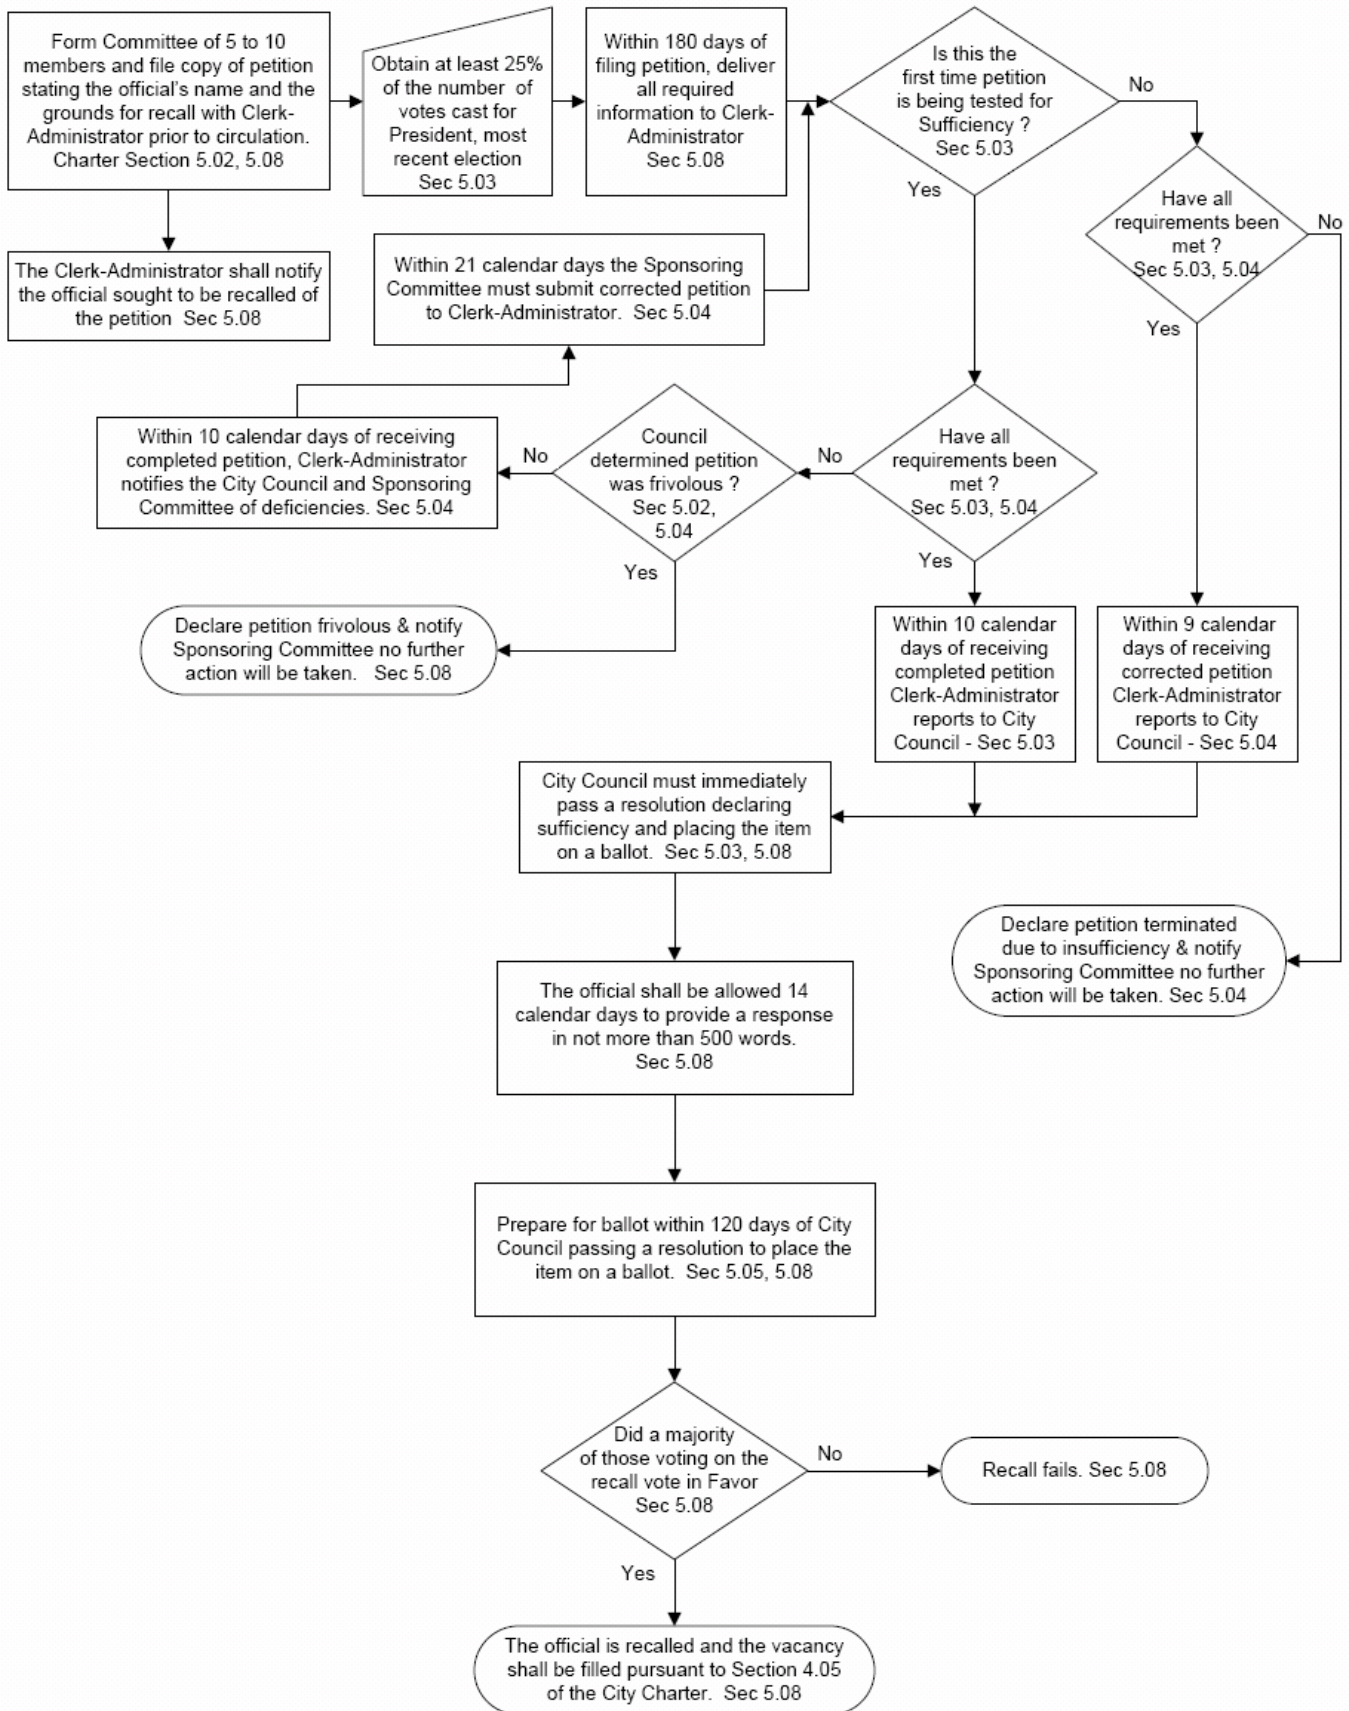 Form Committee of 5 to 10
members and file copy of petition
stating the official's name and the
grounds for recall with Clerk-
Administrator prior to circulation.
Charter Section 5.02, 5.08
Obtain at least 25%
of the number of
votes cast for
President, most
recent election
Sec 5.03
Within 180 days of
filing petition, deliver
all required
information to Clerk-
Administrator
Sec 5.08
Is this the
first time petition
is being tested for
Sufficiency ?
Sec 5.03
No
Yes
Have all
requirements been
met ?
Sec 5.03, 5.04
No
Yes
The Clerk-Administrator shall notify
the official sought to be recalled of
the petition Sec 5.08
Within 21 calendar days the Sponsoring
Committee must submit corrected petition
to Clerk-Administrator. Sec 5.04
Within 10 calendar days of receiving
completed petition, Clerk-Administrator
notifies the City Council and Sponsoring
Committee of deficiencies. Sec 5.04
No
Council
determined petition
was frivolous ?
Sec 5.02,
5.04
Yes
No
Have all
requirements been
met ?
Sec 5.03, 5.04
Yes
Declare petition frivolous & notify
Sponsoring Committee no further
action will be taken. Sec 5.08
Within 10 calendar
days of receiving
completed petition
Clerk-Administrator
reports to City
Council - Sec 5.03
Within 9 calendar
days of receiving
corrected petition
Clerk-Administrator
reports to City
Council - Sec 5.04
City Council must immediately
pass a resolution declaring
sufficiency and placing the item
on a ballot. Sec 5.03, 5.08
Declare petition terminated
due to insufficiency & notify
Sponsoring Committee no further
action will be taken. Sec 5.04
The official shall be allowed 14
calendar days to provide a response
in not more than 500 words.
Sec 5.08
Prepare for ballot within 120 days of City
Council passing a resolution to place the
item on a ballot. Sec 5.05, 5.08
Did a majority
of those voting on the
recall vote in Favor
Sec 5.08
No
Recall fails. Sec 5.08
Yes
The official is recalled and the vacancy
shall be filled pursuant to Section 4.05
of the City Charter. Sec 5.08